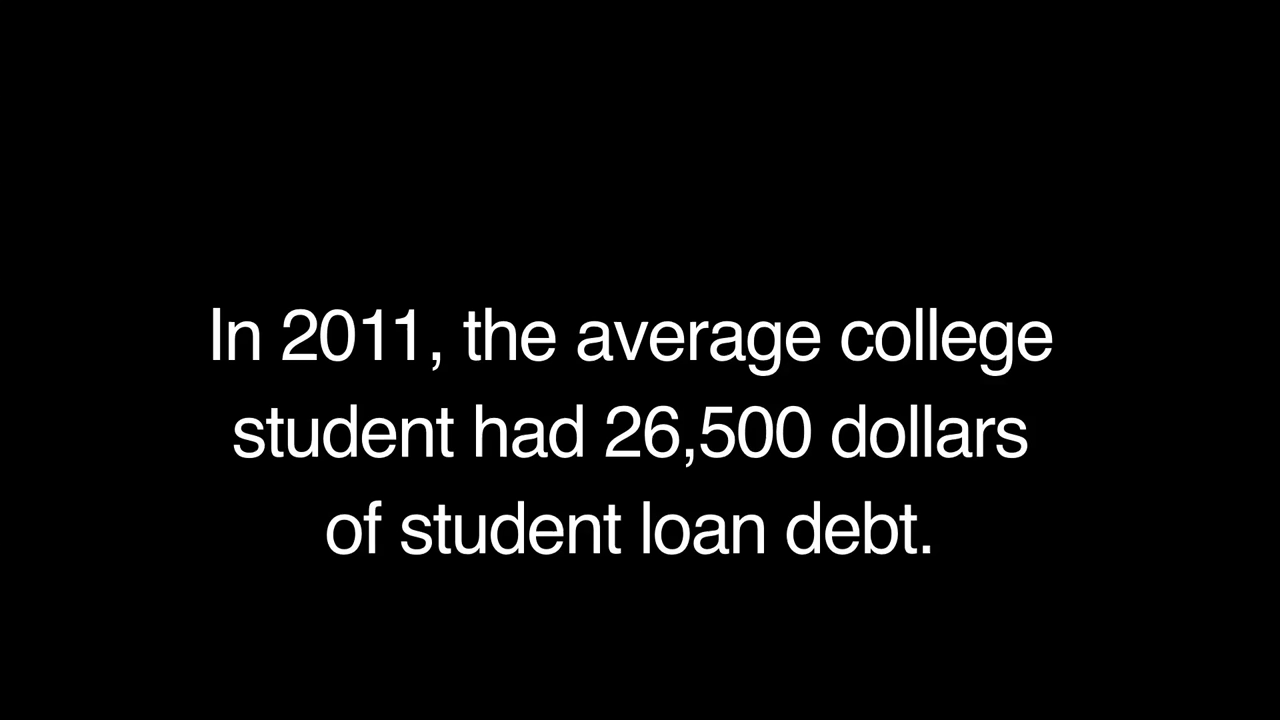 In 2011, the average college
student had 26,500 dollars
of student loan debt.